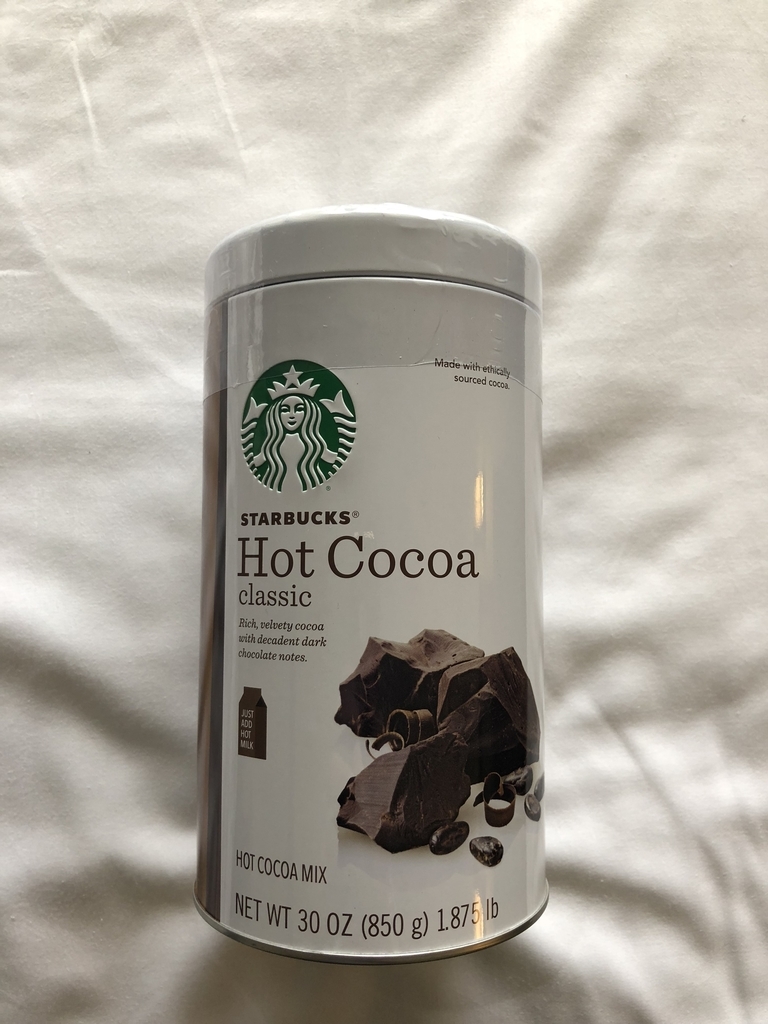 Made with ethically
sourced cocoa.
STARBUCKS®
Hot Cocoa
classic
Rich, velvety cocoa
with decadent dark
chocolate notes.
JUST
ADD
HOT
MILK
HOT COCOA MIX
NET WT 30 OZ (850 g) 1.875 lb